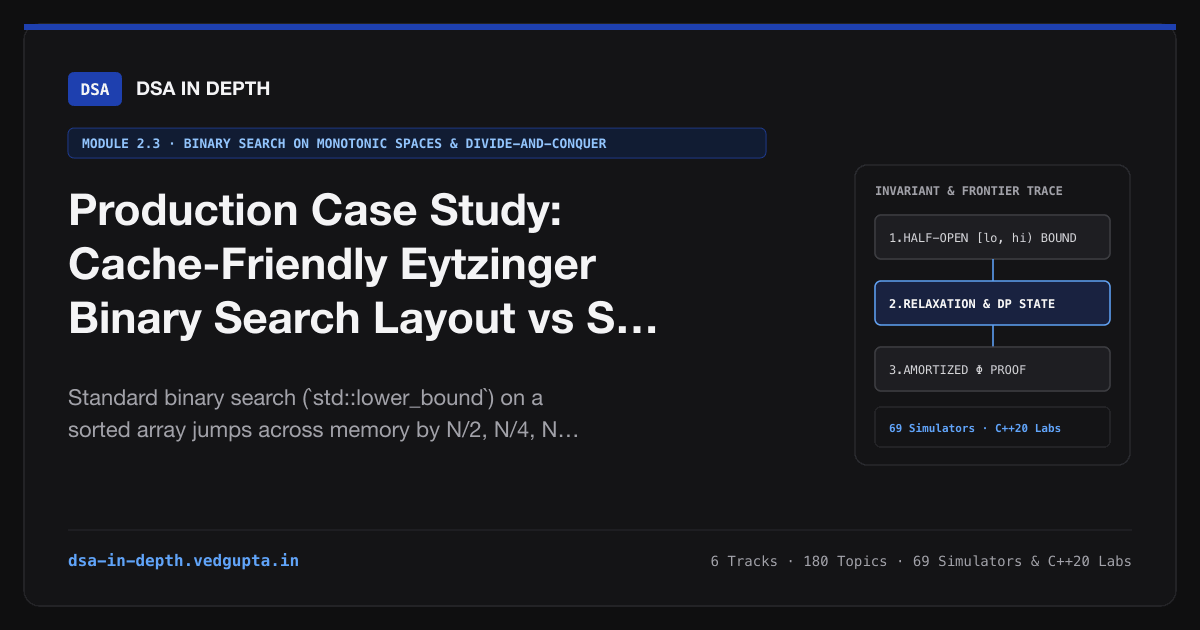 DSA
DSA IN DEPTH
MODULE 2.3 · BINARY SEARCH ON MONOTONIC SPACES & DIVIDE-AND-CONQUER
Production Case Study:
Cache-Friendly Eytzinger
Binary Search Layout vs S...
Standard binary search (`std::lower_bound`) on a
sorted array jumps across memory by N/2, N/4, N...
INVARIANT & FRONTIER TRACE
1.HALF-OPEN [lo, hi) BOUND
2.RELAXATION & DP STATE
3.AMORTIZED Φ PROOF
69 Simulators · C++20 Labs
dsa-in-depth.vedgupta.in
6 Tracks · 180 Topics · 69 Simulators & C++20 Labs